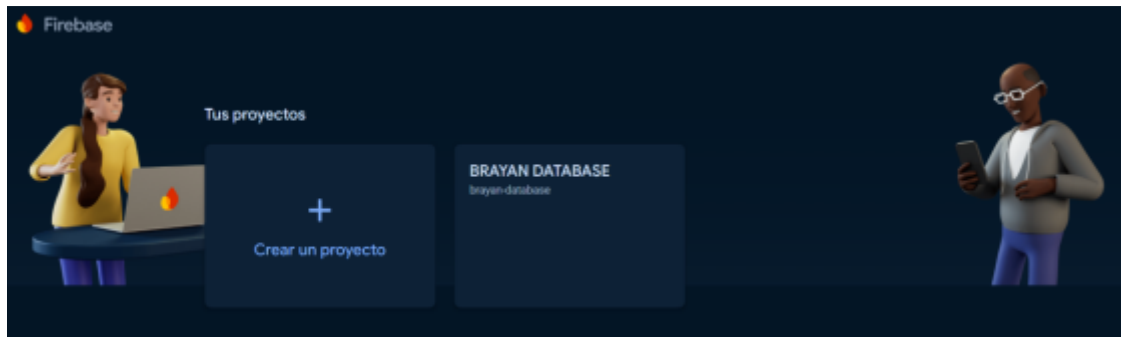 Firebase
Tus proyectos
+
Crear un proyecto
BRAYAN DATABASE
brayan-database